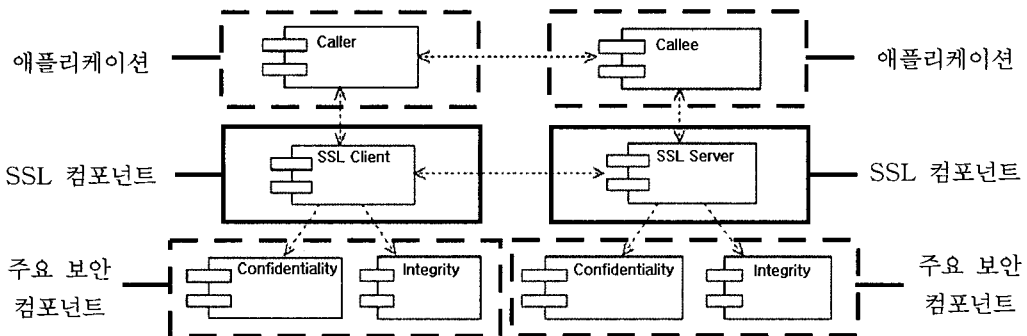 Caller
Callee
애플리케이션
애플리케이션
SSL Client
SSL Server
SSL 컴포넌트
SSL 컴포넌트
주요 보안
컴포넌트
Confidentiality
Integrity
Confidentiality
Integrity
주요 보안
컴포넌트